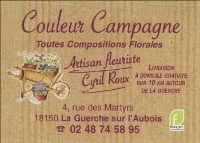 Couleur Campagne
Toutes Compositions Florales
Artisan fleuriste
Cyril Roux
LIVRAISON
A DOMICILE GRATUITE
SUR 10 KM AUTOUR
DE LA GUERCHE
4, rue des Martyrs
18150 La Guerche sur l'Aubois
☎ 02 48 74 58 95